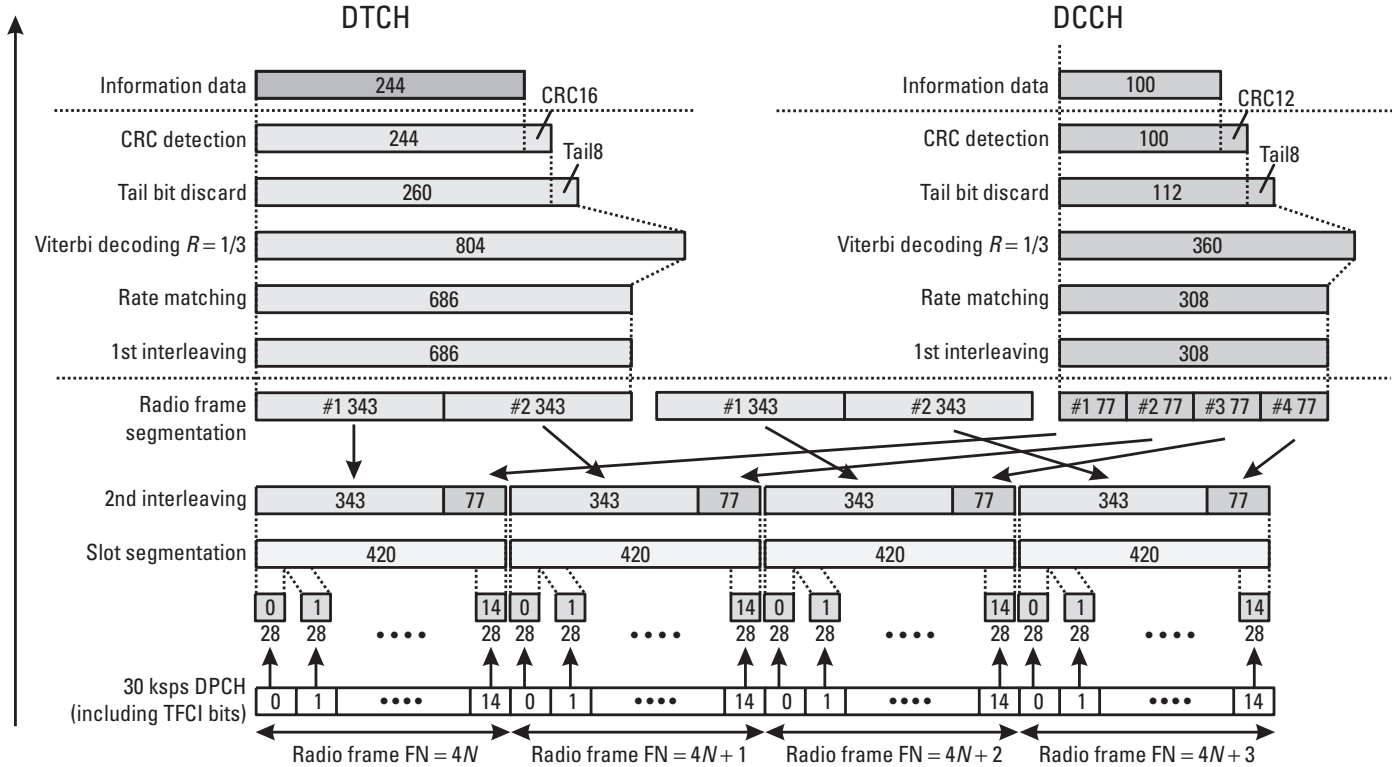 DTCH DCCH
Information data 244 Information data 100
CRC16 CRC12
CRC detection 244 CRC detection 100
Tail8 Tail8
Tail bit discard 260 Tail bit discard 112
Viterbi decoding R = 1/3 804 Viterbi decoding R = 1/3 360
Rate matching 686 Rate matching 308
1st interleaving 686 1st interleaving 308
Radio frame segmentation #1 343 #2 343 #1 343 #2 343 #1 77 #2 77 #3 77 #4 77
2nd interleaving 343 77 343 77 343 77 343 77
Slot segmentation 420 420 420 420
0 1 14 0 1 14 0 1 14 0 1 14
28 28 •••• 28 28 28 •••• 28 28 28 •••• 28 28 28 •••• 28
30 ksps DPCH
(including TFCI bits) 0 1 •••• 14 0 1 •••• 14 0 1 •••• 14 0 1 •••• 14
Radio frame FN = 4N Radio frame FN = 4N + 1 Radio frame FN = 4N + 2 Radio frame FN = 4N + 3